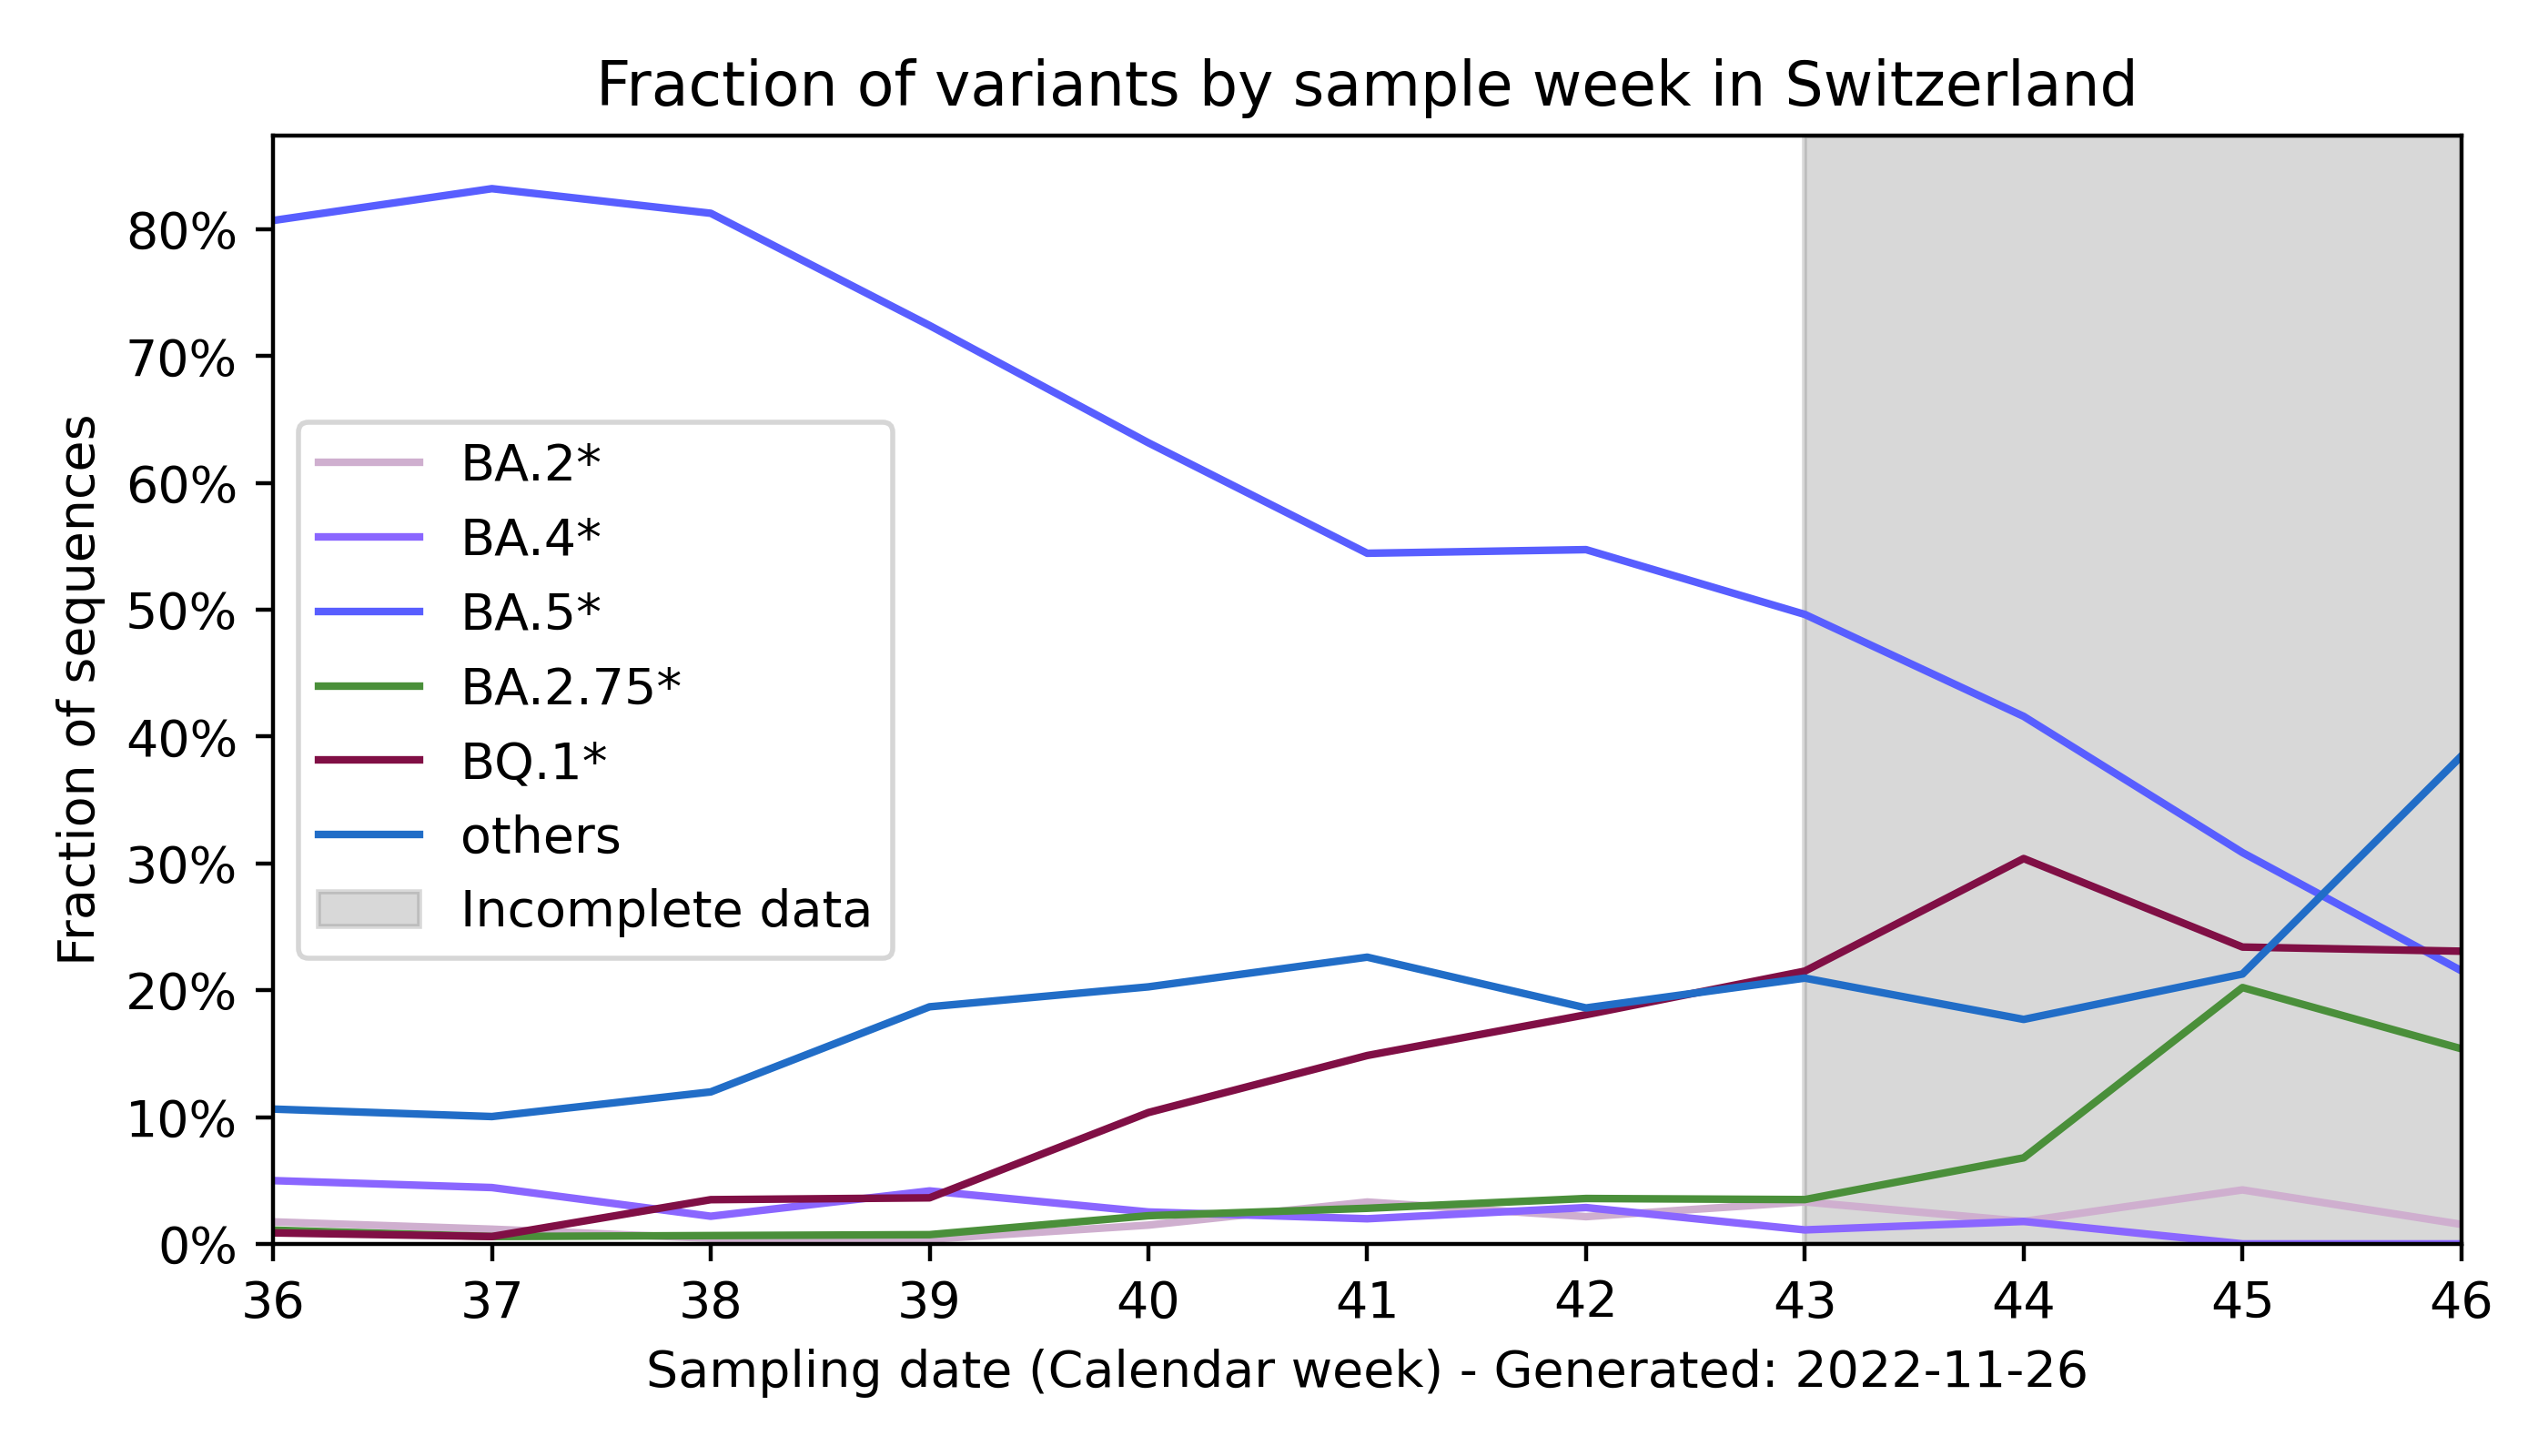 Fraction of variants by sample week in Switzerland
Fraction of sequences
80%
70%
60%
50%
40%
30%
20%
10%
0%
BA.2*
BA.4*
BA.5*
BA.2.75*
BQ.1*
others
Incomplete data
36 37 38 39 40 41 42 43 44 45 46
Sampling date (Calendar week) - Generated: 2022-11-26